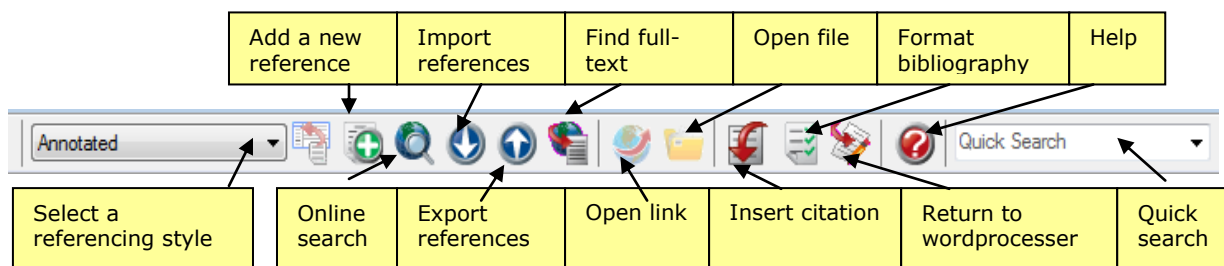 Add a new
reference
Import
references
Find full-
text
Open file
Format
bibliography
Help
Annotated
Quick Search
Select a
referencing style
Online
search
Export
references
Open link
Insert citation
Return to
wordprocesser
Quick
search